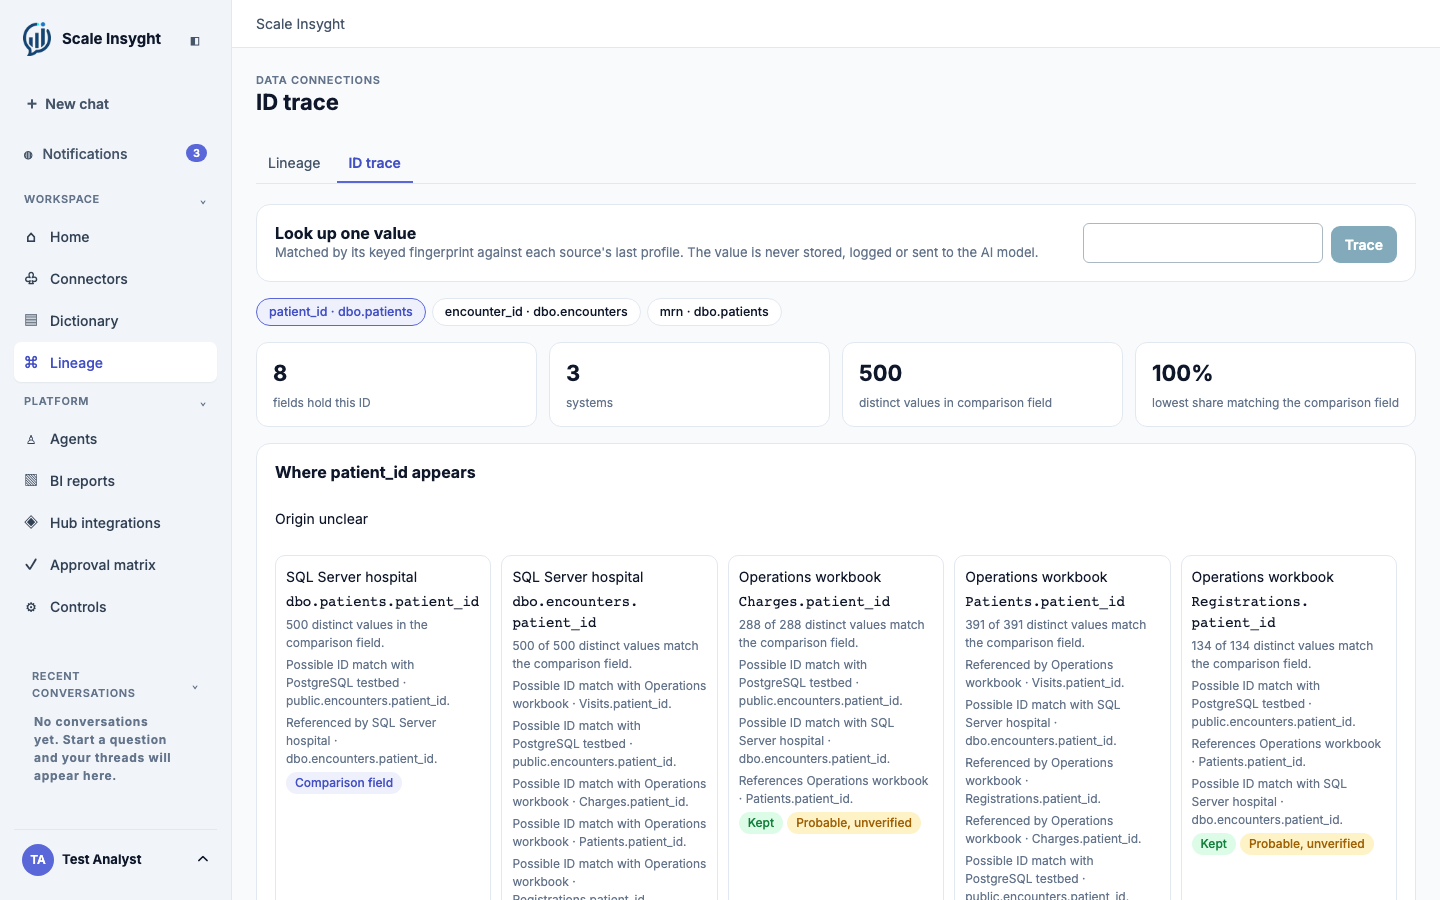 Scale Insyght
New chat
Notifications
3
WORKSPACE
Home
Connectors
Dictionary
Lineage
PLATFORM
Agents
BI reports
Hub integrations
Approval matrix
Controls
RECENT
CONVERSATIONS
No conversations
yet. Start a question
and your threads will
appear here.
TA
Test Analyst
Scale Insyght
DATA CONNECTIONS
ID trace
Lineage
ID trace
Look up one value
Matched by its keyed fingerprint against each source's last profile. The value is never stored, logged or sent to the AI model.
Trace
patient_id · dbo.patients
encounter_id · dbo.encounters
mrn · dbo.patients
8
fields hold this ID
3
systems
500
distinct values in comparison field
100%
lowest share matching the comparison field
Where patient_id appears
Origin unclear
SQL Server hospital
dbo.patients.patient_id
500 distinct values in the
comparison field.
Possible ID match with
PostgreSQL testbed ·
public.encounters.patient_id.
Referenced by SQL Server
hospital ·
dbo.encounters.patient_id.
Comparison field
SQL Server hospital
dbo.encounters.
patient_id
500 of 500 distinct values match
the comparison field.
Possible ID match with Operations
workbook · Visits.patient_id.
Possible ID match with
PostgreSQL testbed ·
public.encounters.patient_id.
Possible ID match with Operations
workbook · Charges.patient_id.
Possible ID match with Operations
workbook · Patients.patient_id.
Possible ID match with Operations
workbook ·
Registrations.patient_id.
Operations workbook
Charges.patient_id
288 of 288 distinct values match
the comparison field.
Possible ID match with
PostgreSQL testbed ·
public.encounters.patient_id.
Possible ID match with SQL
Server hospital ·
dbo.encounters.patient_id.
References Operations workbook
· Patients.patient_id.
Kept
Probable, unverified
Operations workbook
Patients.patient_id
391 of 391 distinct values match
the comparison field.
Referenced by Operations
workbook · Visits.patient_id.
Possible ID match with SQL
Server hospital ·
dbo.encounters.patient_id.
Referenced by Operations
workbook ·
Registrations.patient_id.
Referenced by Operations
workbook · Charges.patient_id.
Possible ID match with
PostgreSQL testbed ·
public.encounters.patient_id.
Operations workbook
Registrations.
patient_id
134 of 134 distinct values match
the comparison field.
Possible ID match with
PostgreSQL testbed ·
public.encounters.patient_id.
References Operations workbook
· Patients.patient_id.
Possible ID match with SQL
Server hospital ·
dbo.encounters.patient_id.
Kept
Probable, unverified